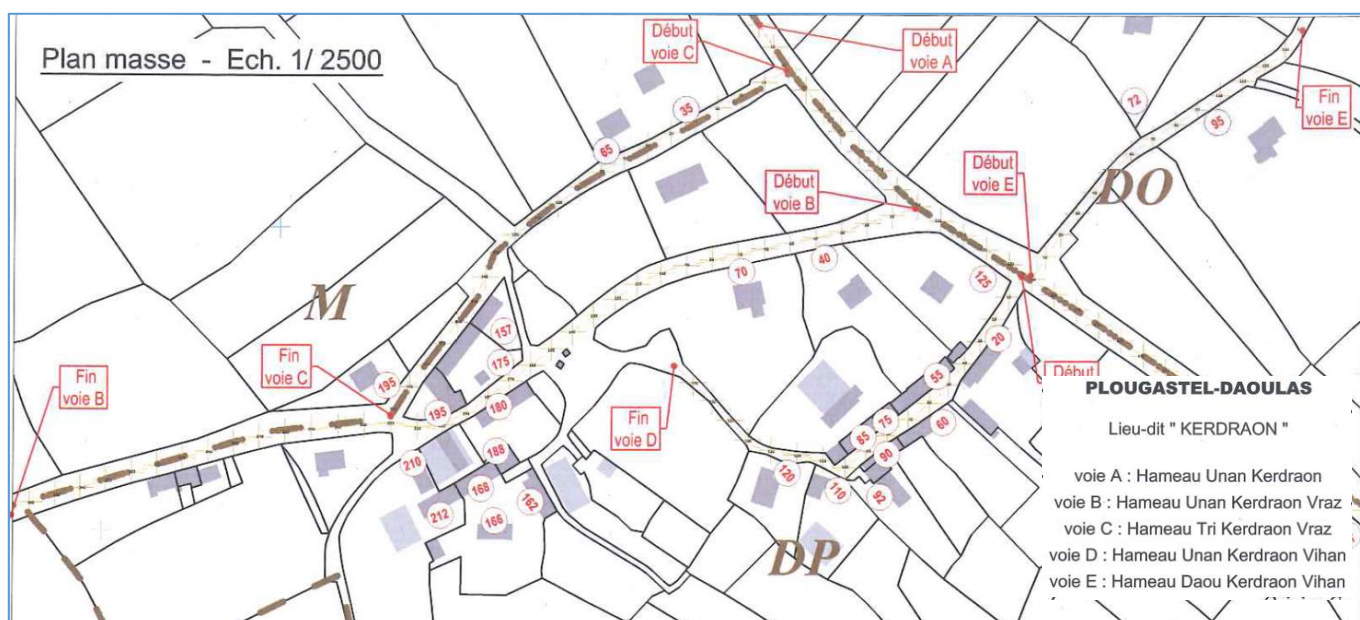 Plan masse - Ech. 1/ 2500
Début
voie C
Début
voie A
Fin
voie E
72
95
35
65
Début
voie E
Début
voie B
DO
125
40
70
M
157
175
Fin
voie C
195
195
180
Fin
voie B
Fin
voie D
20
55
75
60
85
90
210
188
168
162
212
166
120
110
92
DP
Début
PLOUGASTEL-DAOULAS
Lieu-dit " KERDRAON "
voie A : Hameau Unan Kerdraon
voie B : Hameau Unan Kerdraon Vraz
voie C : Hameau Tri Kerdraon Vraz
voie D : Hameau Unan Kerdraon Vihan
voie E : Hameau Daou Kerdraon Vihan